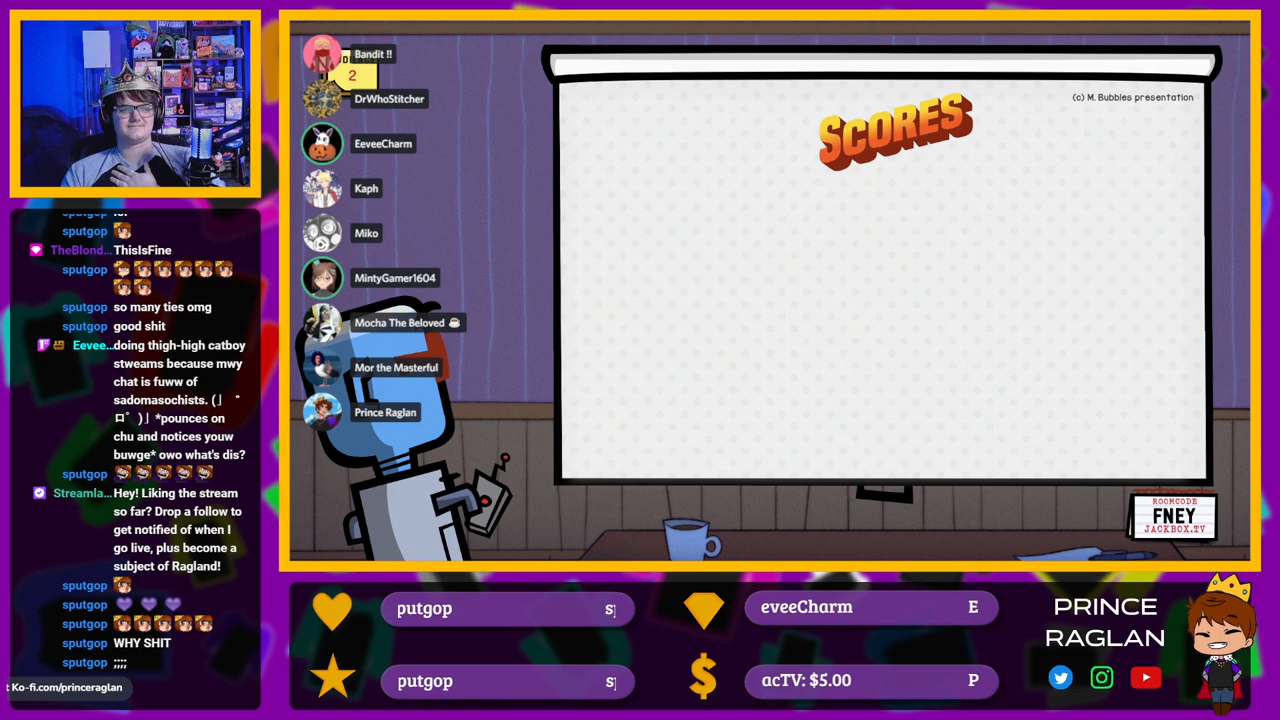 sputgop
TheBlond... ThisIsFine
sputgop
so many ties omg
sputgop
good shit
sputgop
Eevee... doing thigh-high catboy
stweams because mwy
chat is fuww of
sadomasochists. (｣ ゜
ロ゜)｣ *pounces on
chu and notices youw
buwge* owo what's dis?
sputgop
Streamla... Hey! Liking the stream
so far? Drop a follow to
get notified of when I
go live, plus become a
subject of Ragland!
sputgop
sputgop
sputgop
sputgop WHY SHIT
sputgop ;;;;
t Ko-fi.com/princeraglan
Bandit !!
2
DrWhoStitcher
EeveeCharm
Kaph
Miko
MintyGamer1604
Mocha The Beloved ☕
Mor the Masterful
Prince Raglan
(c) M. Bubbles presentation
SCORES
ROOMCODE
FNEY
JACKBOX.TV
putgop s
eveeCharm E
putgop s
acTV: $5.00 P
PRINCE
RAGLAN